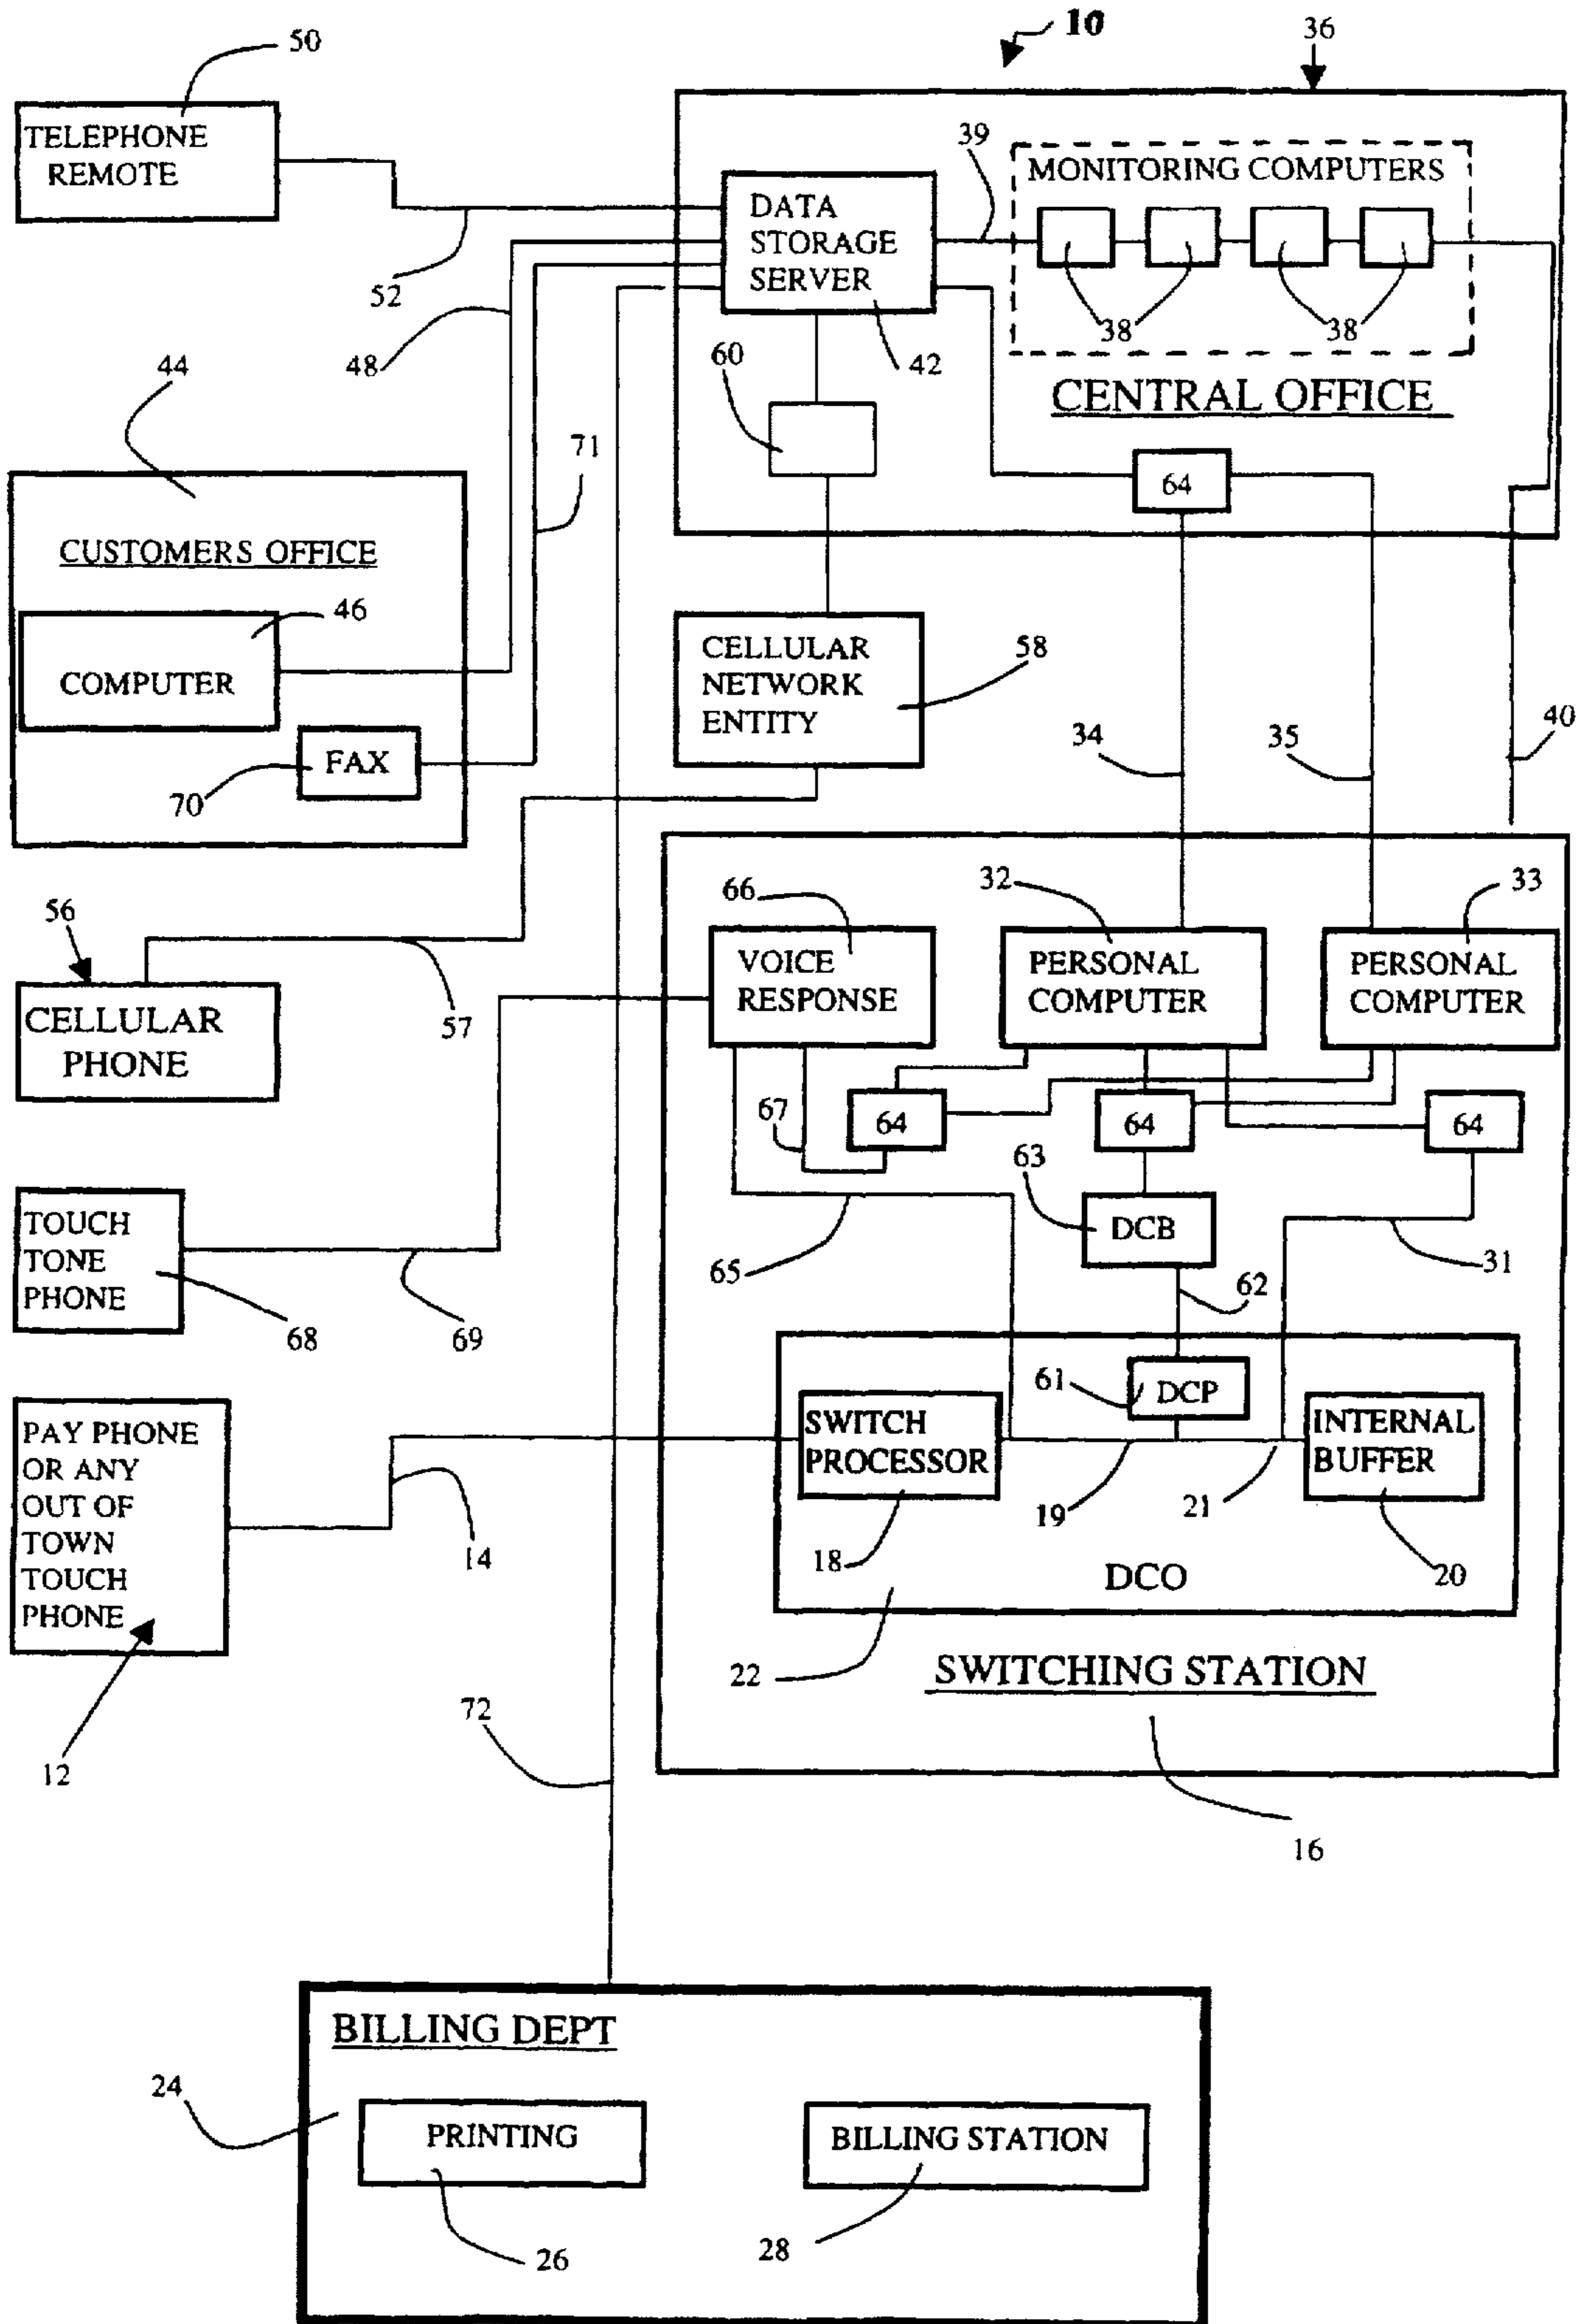 10
36
50
TELEPHONE
REMOTE
52
48
DATA
STORAGE
SERVER
42
39
MONITORING COMPUTERS
38
38
CENTRAL OFFICE
60
64
44
71
CUSTOMERS OFFICE
46
COMPUTER
FAX
70
CELLULAR
NETWORK
ENTITY
58
34
35
40
56
CELLULAR
PHONE
57
66
VOICE
RESPONSE
32
PERSONAL
COMPUTER
33
PERSONAL
COMPUTER
67
64
64
64
63
DCB
65
62
31
TOUCH
TONE
PHONE
68
69
61
DCP
SWITCH
PROCESSOR
INTERNAL
BUFFER
19
21
18
20
DCO
22
PAY PHONE
OR ANY
OUT OF
TOWN
TOUCH
PHONE
14
12
SWITCHING STATION
16
72
BILLING DEPT
24
PRINTING
BILLING STATION
26
28